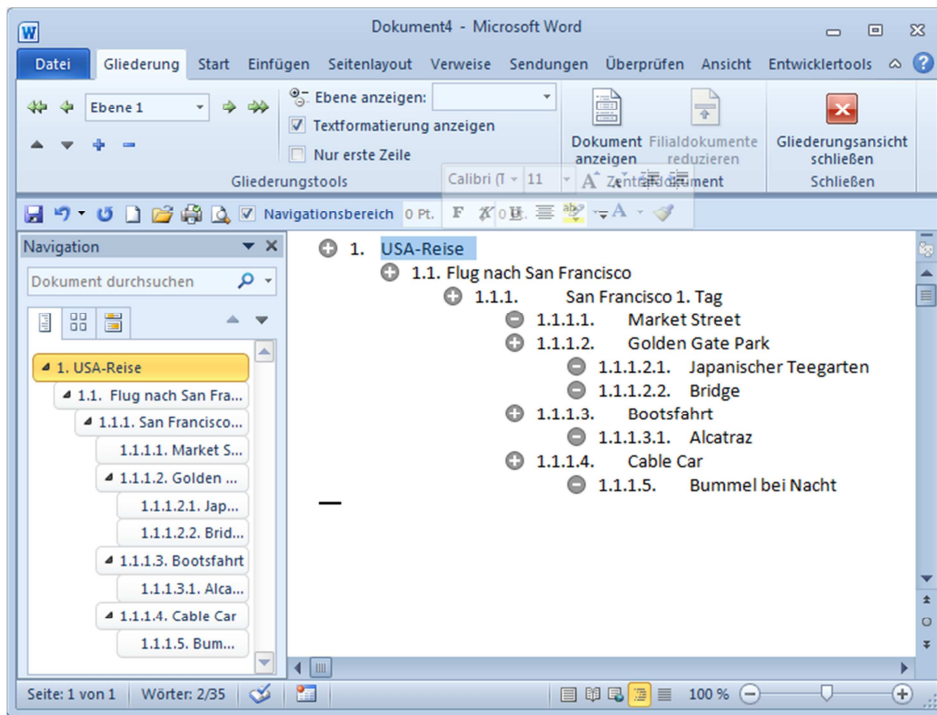 Dokument4 - Microsoft Word
Datei Gliederung Start Einfügen Seitenlayout Verweise Sendungen Überprüfen Ansicht Entwicklertools
Ebene 1
Ebene anzeigen:
Textformatierung anzeigen
Nur erste Zeile
Gliederungstools
Dokument anzeigen
Filialdokumente reduzieren
Zentraldokument
Gliederungsansicht schließen
Schließen
Calibri (T 11
Navigationsbereich 0 Pt. F K U A
Navigation
Dokument durchsuchen
1. USA-Reise
1.1. Flug nach San Fra...
1.1.1. San Francisco...
1.1.1.1. Market S...
1.1.1.2. Golden ...
1.1.1.2.1. Jap...
1.1.1.2.2. Brid...
1.1.1.3. Bootsfahrt
1.1.1.3.1. Alca...
1.1.1.4. Cable Car
1.1.1.5. Bum...
1. USA-Reise
1.1. Flug nach San Francisco
1.1.1. San Francisco 1. Tag
1.1.1.1. Market Street
1.1.1.2. Golden Gate Park
1.1.1.2.1. Japanischer Teegarten
1.1.1.2.2. Bridge
1.1.1.3. Bootsfahrt
1.1.1.3.1. Alcatraz
1.1.1.4. Cable Car
1.1.1.5. Bummel bei Nacht
Seite: 1 von 1 Wörter: 2/35 100 %